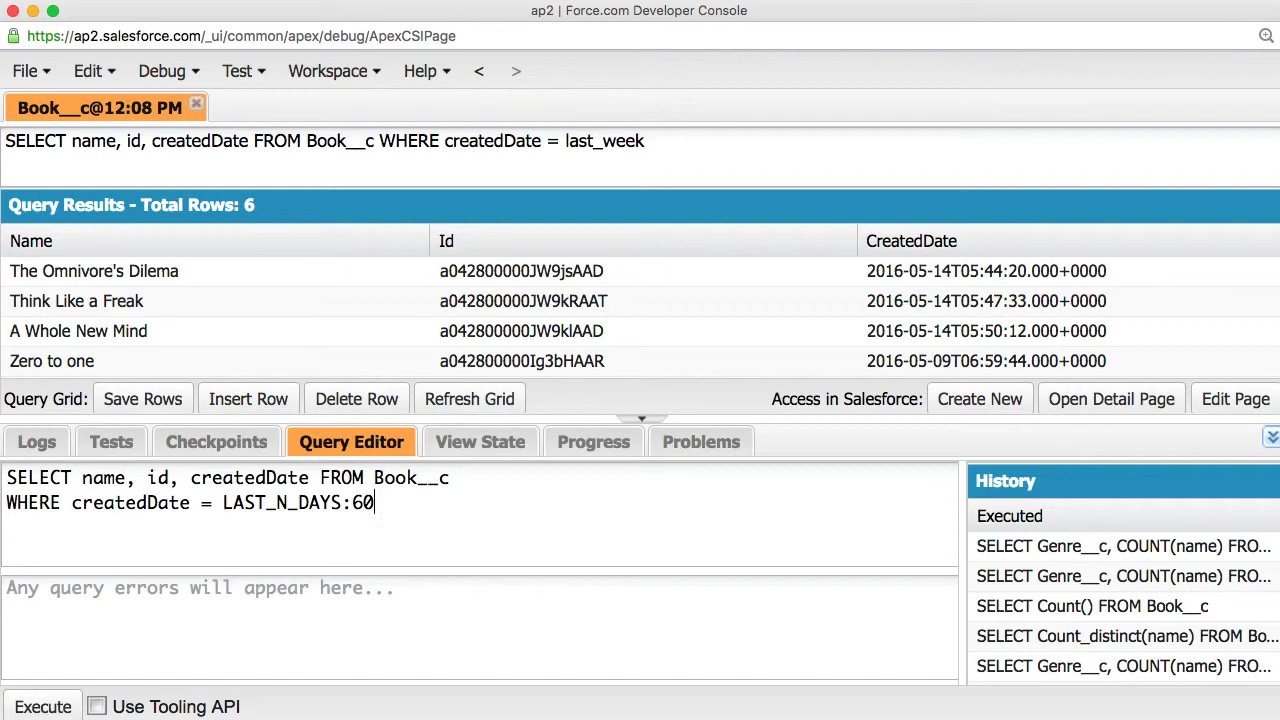 ap2 | Force.com Developer Console
https://ap2.salesforce.com/_ui/common/apex/debug/ApexCSIPage
File Edit Debug Test Workspace Help < >
Book__c@12:08 PM
SELECT name, id, createdDate FROM Book__c WHERE createdDate = last_week
Query Results - Total Rows: 6
Name Id CreatedDate
The Omnivore's Dilema a042800000JW9jsAAD 2016-05-14T05:44:20.000+0000
Think Like a Freak a042800000JW9kRAAT 2016-05-14T05:47:33.000+0000
A Whole New Mind a042800000JW9klAAD 2016-05-14T05:50:12.000+0000
Zero to one a042800000Ig3bHAAR 2016-05-09T06:59:44.000+0000
Query Grid: Save Rows Insert Row Delete Row Refresh Grid Access in Salesforce: Create New Open Detail Page Edit Page
Logs Tests Checkpoints Query Editor View State Progress Problems
SELECT name, id, createdDate FROM Book__c
WHERE createdDate = LAST_N_DAYS:60
Any query errors will appear here...
History
Executed
SELECT Genre__c, COUNT(name) FRO...
SELECT Genre__c, COUNT(name) FRO...
SELECT Count() FROM Book__c
SELECT Count_distinct(name) FROM Bo...
SELECT Genre__c, COUNT(name) FRO...
Execute Use Tooling API